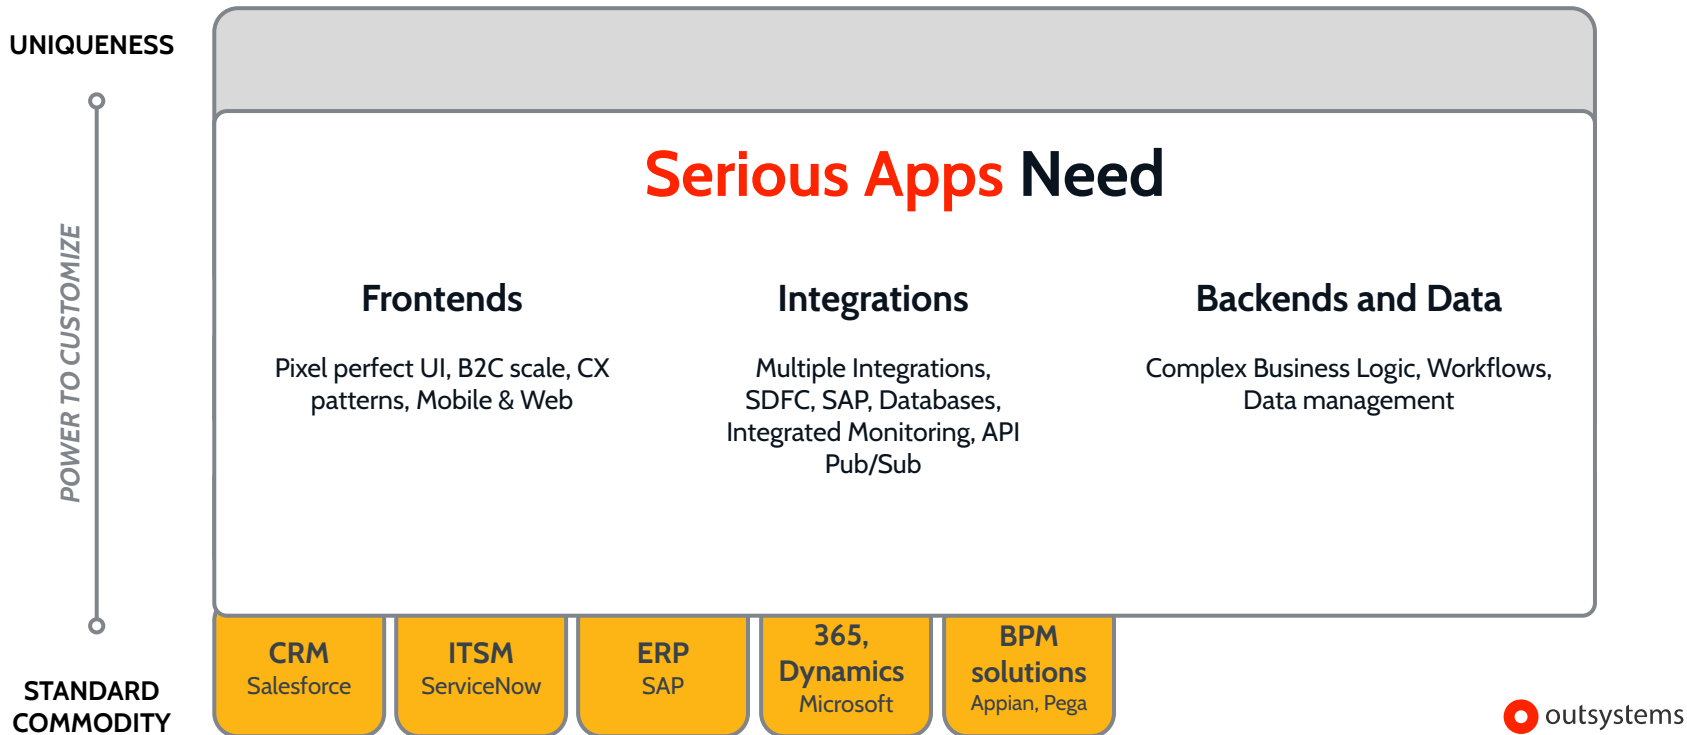 UNIQUENESS
POWER TO CUSTOMIZE
STANDARD
COMMODITY
Serious Apps Need
Frontends
Pixel perfect UI, B2C scale, CX
patterns, Mobile & Web
Integrations
Multiple Integrations,
SDFC, SAP, Databases,
Integrated Monitoring, API
Pub/Sub
Backends and Data
Complex Business Logic, Workflows,
Data management
CRM
Salesforce
ITSM
ServiceNow
ERP
SAP
365,
Dynamics
Microsoft
BPM
solutions
Appian, Pega
outsystems